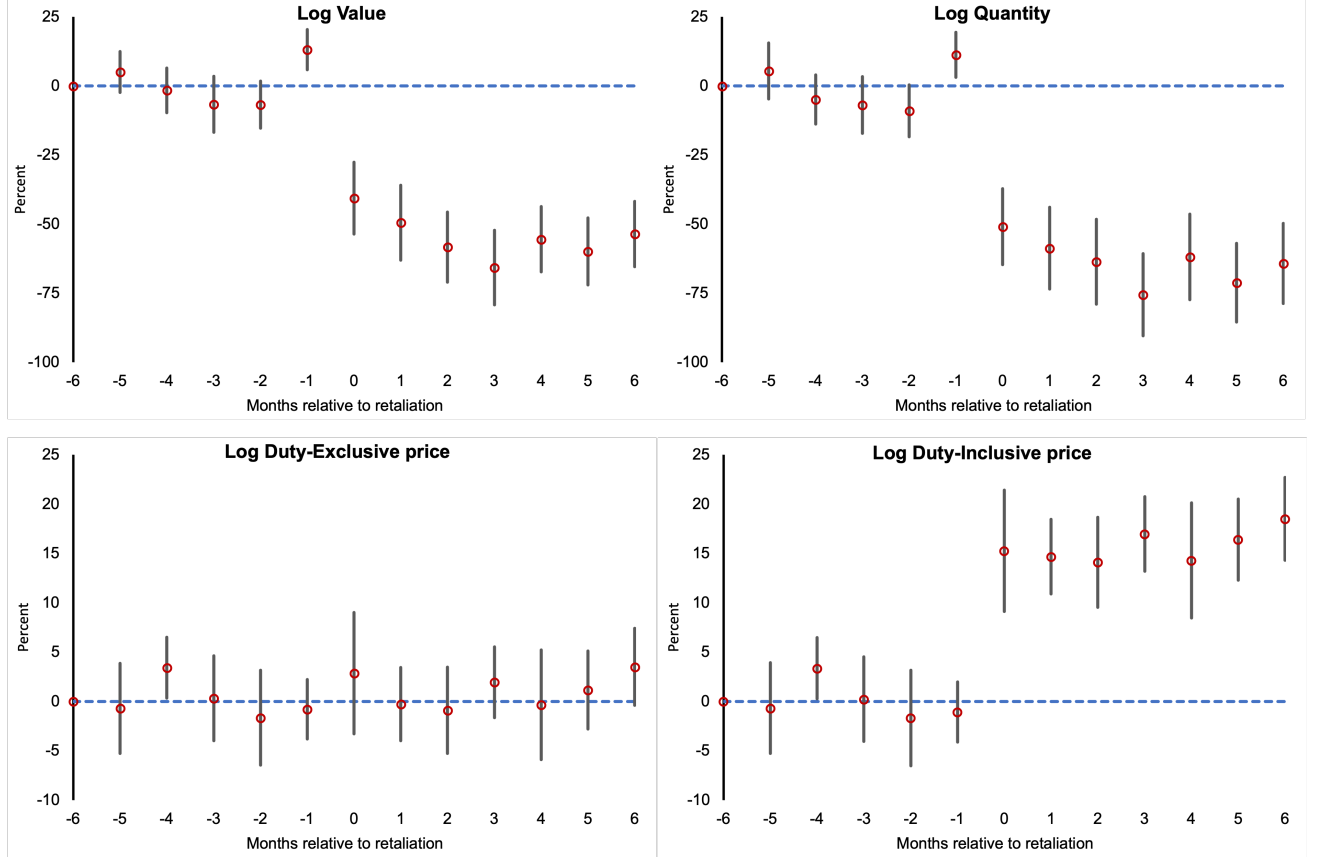 Log Value
25
0
-25
-50
-75
-100
Percent
-6 -5 -4 -3 -2 -1 0 1 2 3 4 5 6
Months relative to retaliation
Log Quantity
25
0
-25
-50
-75
-100
Percent
-6 -5 -4 -3 -2 -1 0 1 2 3 4 5 6
Months relative to retaliation
Log Duty-Exclusive price
25
20
15
10
5
0
-5
-10
Percent
-6 -5 -4 -3 -2 -1 0 1 2 3 4 5 6
Months relative to retaliation
Log Duty-Inclusive price
25
20
15
10
5
0
-5
-10
Percent
-6 -5 -4 -3 -2 -1 0 1 2 3 4 5 6
Months relative to retaliation